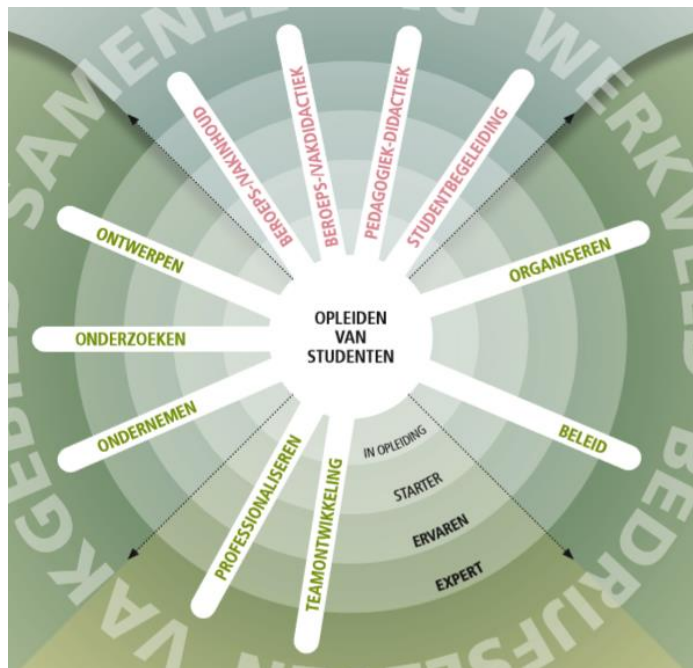 SAMENLEVING WERKVELD
BEROEPS-/VAKINHOUD
BEROEPS-/VAKDIDACTIEK
PEDAGOGIEK-DIDACTIEK
STUDENTBEGELEIDING
ONTWERPEN
ORGANISEREN
ONDERZOEKEN
OPLEIDEN
VAN
STUDENTEN
ONDERNEMEN
BELEID
PROFESSIONALISEREN
TEAMONTWIKKELING
IN OPLEIDING
STARTER
ERVAREN
EXPERT
VAKGEBIED